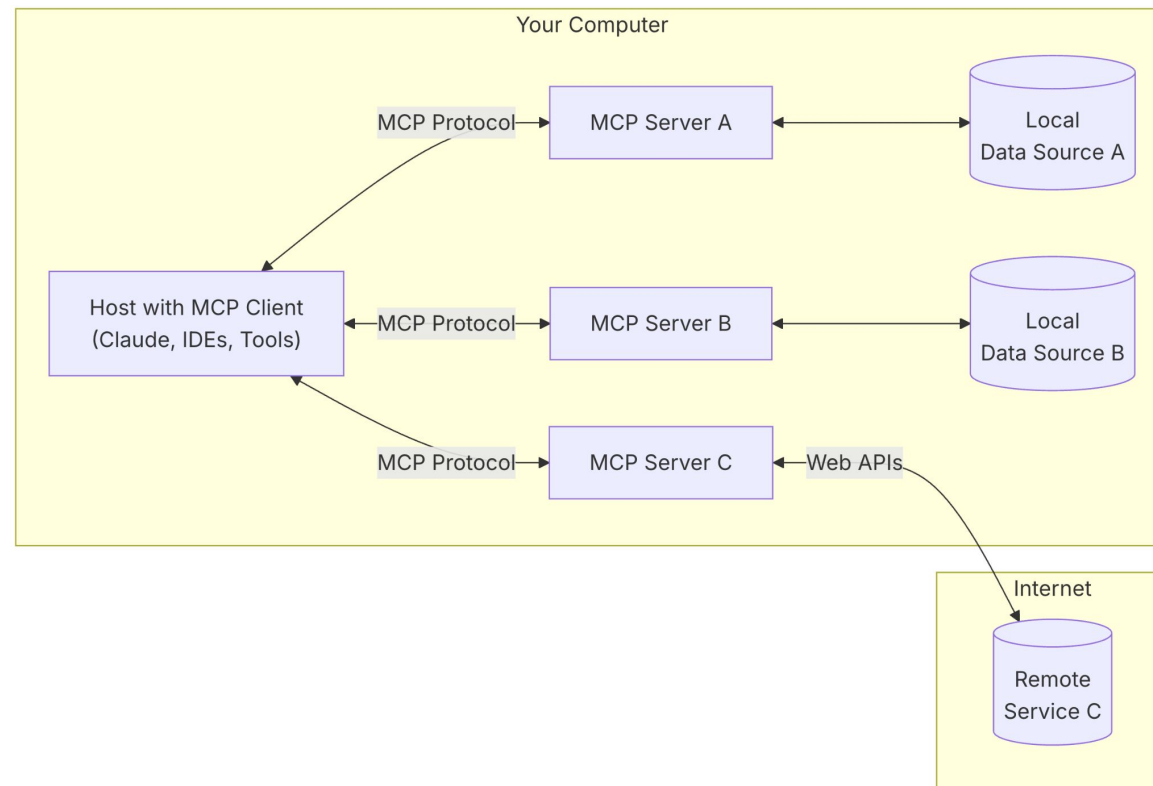 Your Computer
MCP Protocol
MCP Server A
Local
Data Source A
Host with MCP Client
(Claude, IDEs, Tools)
MCP Protocol
MCP Server B
Local
Data Source B
MCP Protocol
MCP Server C
Web APIs
Internet
Remote
Service C